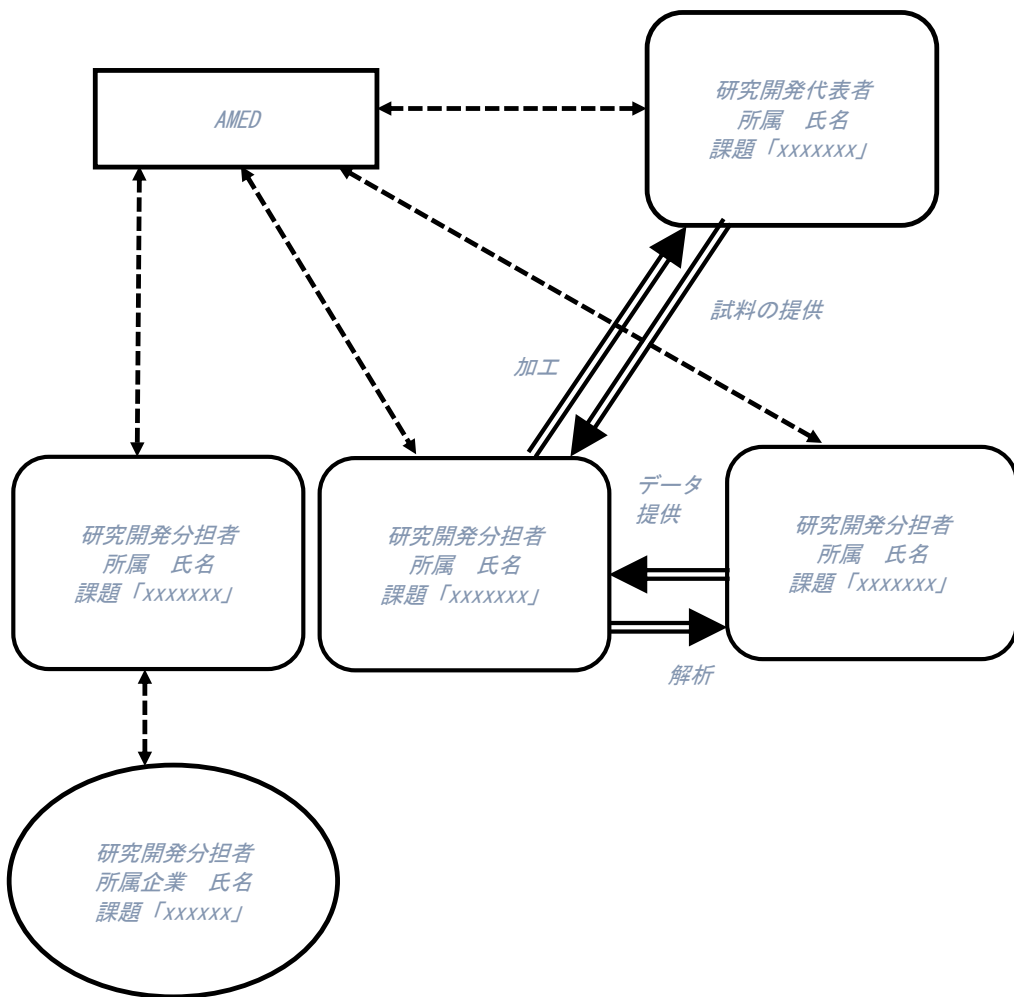 AMED
研究開発代表者
所属　氏名
課題「xxxxxxx」
試料の提供
加工
データ
提供
研究開発分担者
所属　氏名
課題「xxxxxxx」
研究開発分担者
所属　氏名
課題「xxxxxxx」
研究開発分担者
所属　氏名
課題「xxxxxxx」
解析
研究開発分担者
所属企業　氏名
課題「xxxxxx」